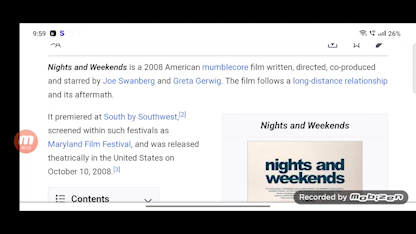 9:59 S 26%
Nights and Weekends is a 2008 American mumblecore film written, directed, co-produced
and starred by Joe Swanberg and Greta Gerwig. The film follows a long-distance relationship
and its aftermath.
It premiered at South by Southwest,[2]
screened within such festivals as
Maryland Film Festival, and was released
theatrically in the United States on
October 10, 2008.[3]
Contents
Nights and Weekends
nights and
weekends
Recorded by mobizen